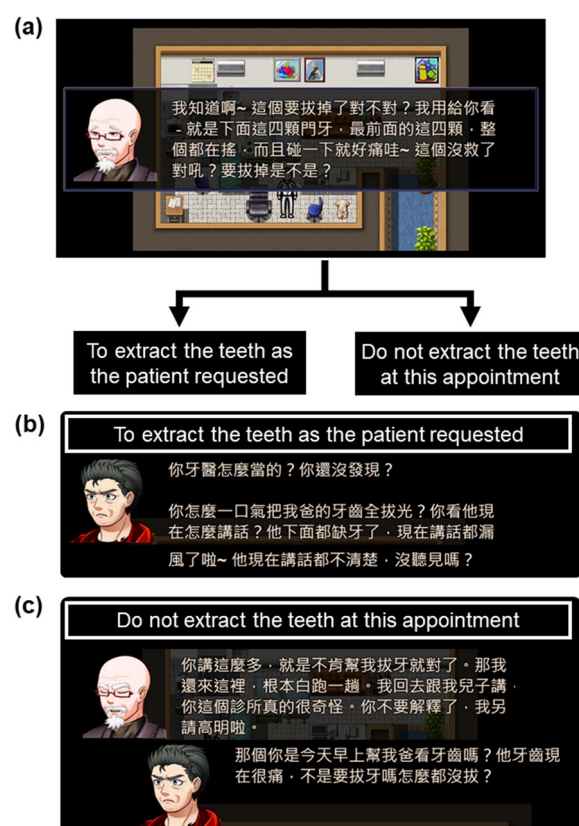 (a)
我知道啊~ 這個要拔掉了對不對？我用給你看
- 就是下面這四顆門牙，最前面的這四顆，整
個都在搖，而且碰一下就好痛哇~ 這個沒救了
對吼？要拔掉是不是？
To extract the teeth as
the patient requested
Do not extract the teeth
at this appointment
(b)
To extract the teeth as the patient requested
你牙醫怎麼當的？你還沒發現？
你怎麼一口氣把我爸的牙齒全拔光？你看他現
在怎麼講話？他下面都缺牙了，現在講話都漏
風了啦~ 他現在講話都不清楚，沒聽見嗎？
(c)
Do not extract the teeth at this appointment
你講這麼多，就是不肯幫我拔牙就對了。那我
還來這裡，根本白跑一趟。我回去跟我兒子講，
你這個診所真的很奇怪。你不要解釋了，我另
請高明啦。
那個你是今天早上幫我爸看牙齒嗎？他牙齒現
在很痛，不是要拔牙嗎怎麼都沒拔？